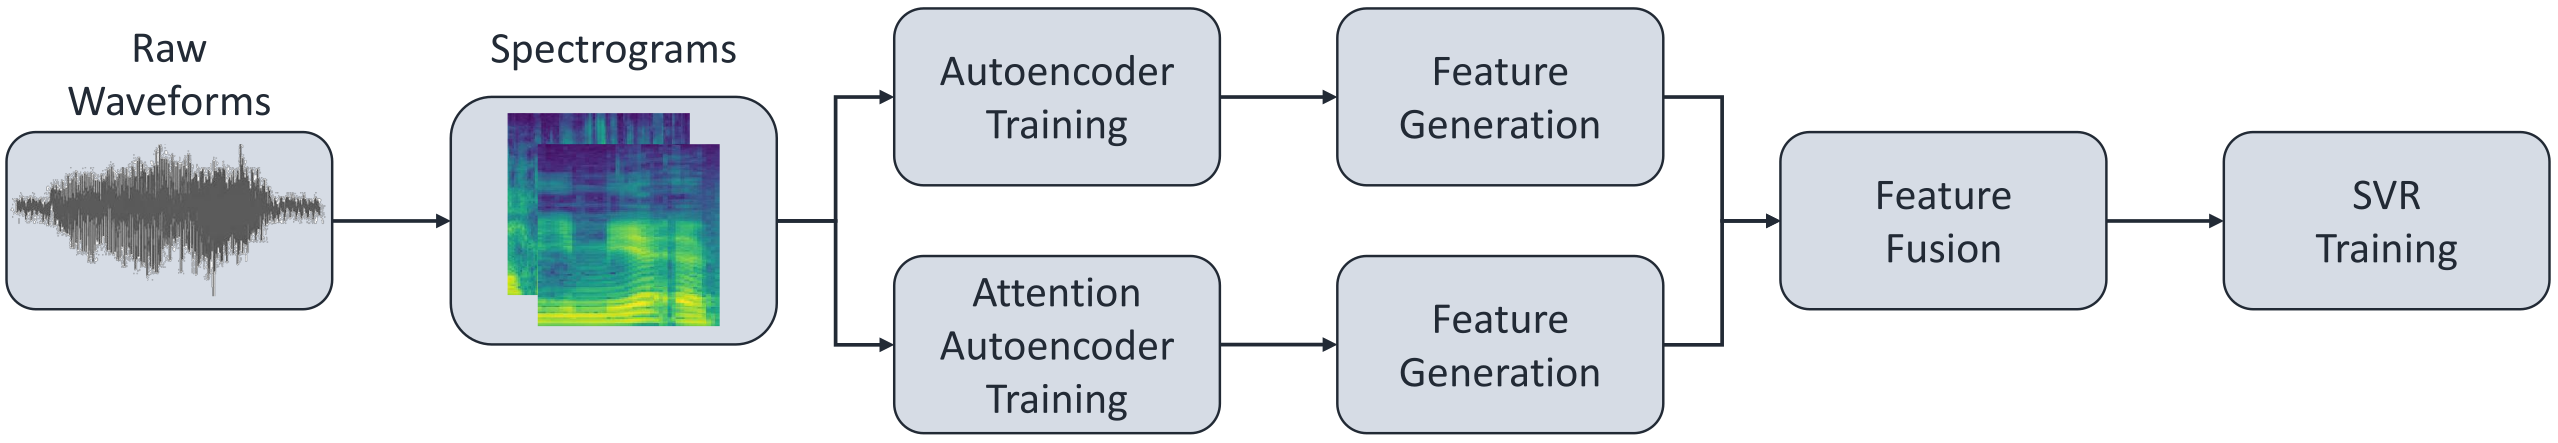 Raw
Waveforms
Spectrograms
Autoencoder
Training
Feature
Generation
Attention
Autoencoder
Training
Feature
Generation
Feature
Fusion
SVR
Training